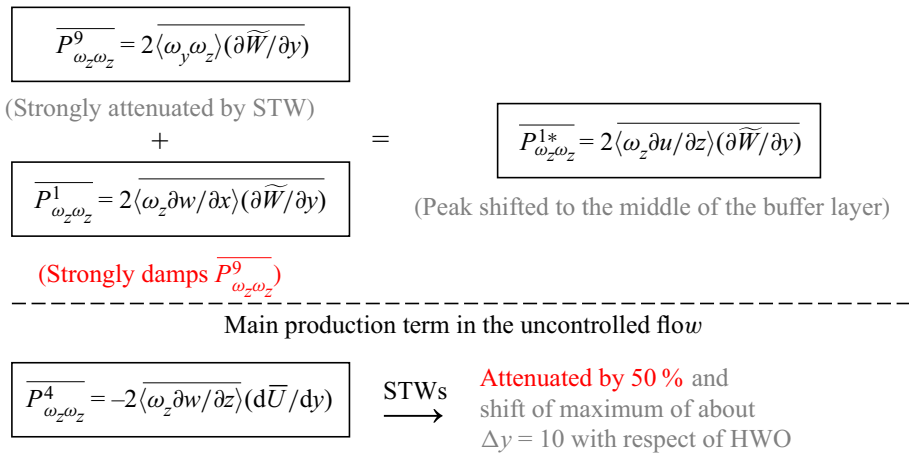 \overline{P^{9}_{\omega_z\omega_z}} = 2\overline{\langle\omega_y\omega_z\rangle(\partial\widetilde{W}/\partial y)}
(Strongly attenuated by STW)
+
\overline{P^{1}_{\omega_z\omega_z}} = 2\overline{\langle\omega_z\partial w/\partial x\rangle(\partial\widetilde{W}/\partial y)}
(Strongly damps \overline{P^{9}_{\omega_z\omega_z}})
=
\overline{P^{1*}_{\omega_z\omega_z}} = 2\overline{\langle\omega_z\partial u/\partial z\rangle(\partial\widetilde{W}/\partial y)}
(Peak shifted to the middle of the buffer layer)
Main production term in the uncontrolled flow
\overline{P^{4}_{\omega_z\omega_z}} = –2\overline{\langle\omega_z\partial w/\partial z\rangle}(d\overline{U}/dy)
STWs
⟶
Attenuated by 50 % and
shift of maximum of about
Δy = 10 with respect of HWO